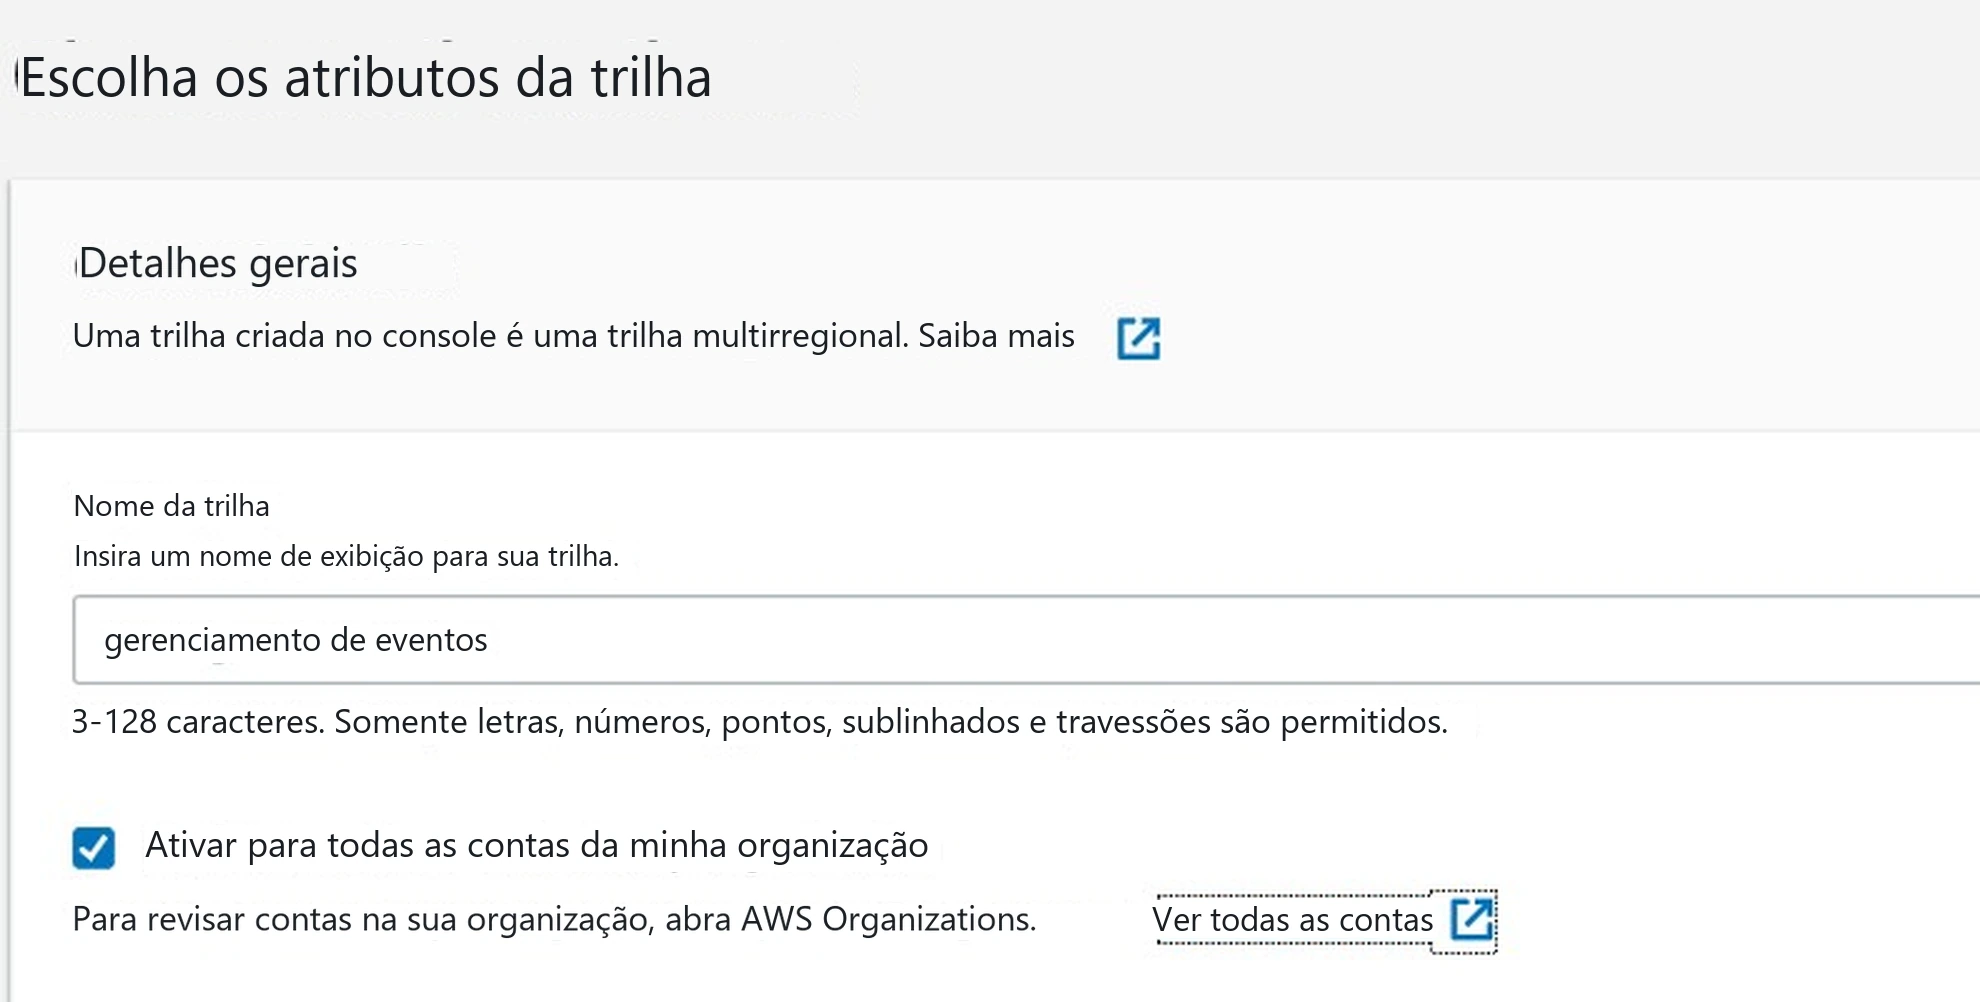 Escolha os atributos da trilha
Detalhes gerais
Uma trilha criada no console é uma trilha multirregional. Saiba mais
Nome da trilha
Insira um nome de exibição para sua trilha.
gerenciamento de eventos
3-128 caracteres. Somente letras, números, pontos, sublinhados e travessões são permitidos.
Ativar para todas as contas da minha organização
Para revisar contas na sua organização, abra AWS Organizations. Ver todas as contas